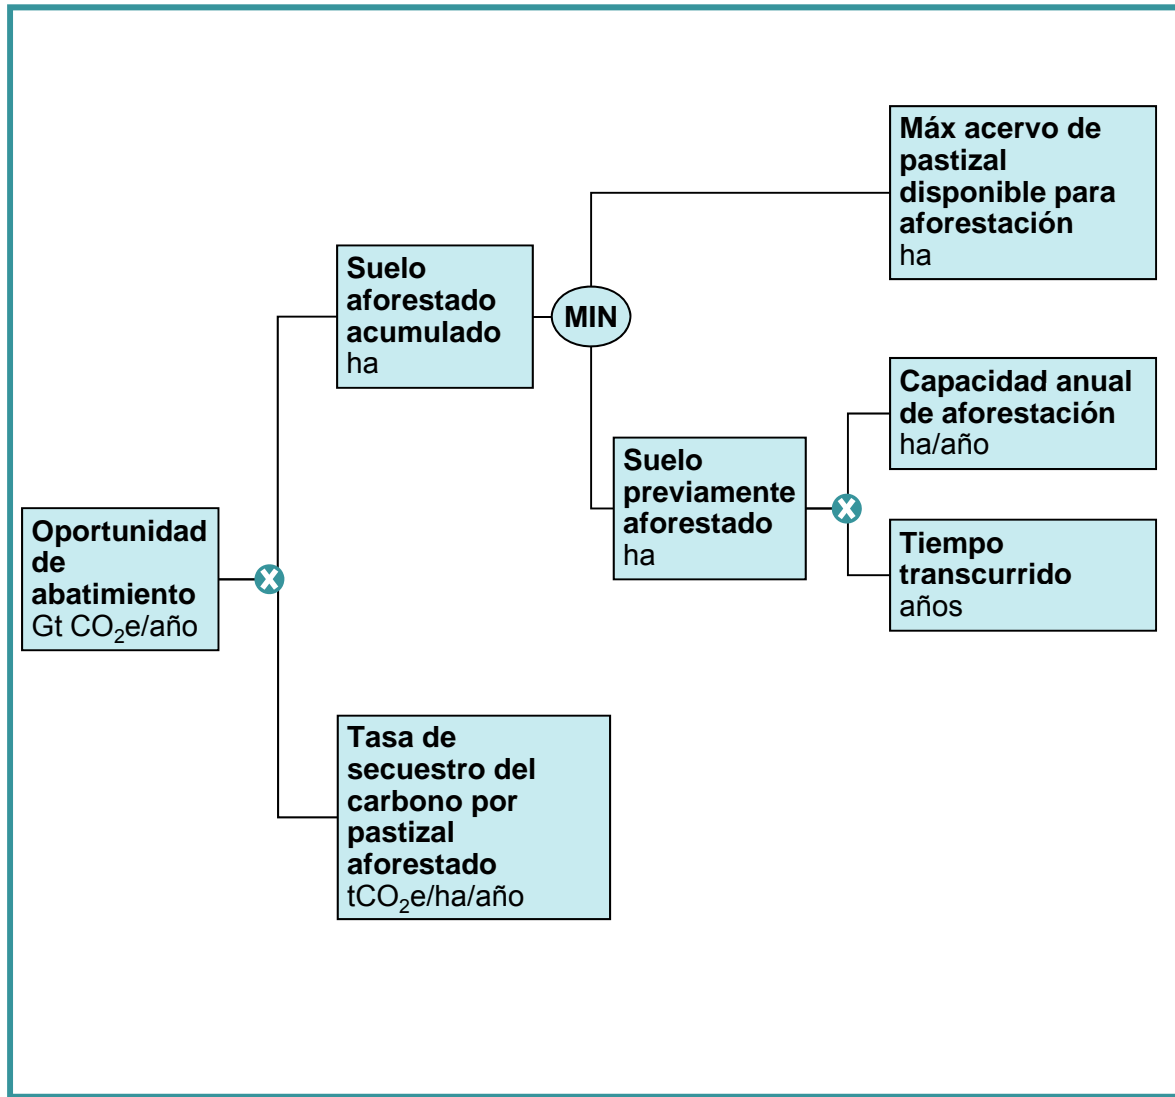 Máx acervo de
pastizal
disponible para
aforestación
ha
Suelo
aforestado
acumulado
ha
MIN
Capacidad anual
de aforestación
ha/año
Suelo
previamente
aforestado
ha
X
Oportunidad
de
abatimiento
Gt CO₂e/año
X
Tiempo
transcurrido
años
Tasa de
secuestro del
carbono por
pastizal
aforestado
tCO₂e/ha/año